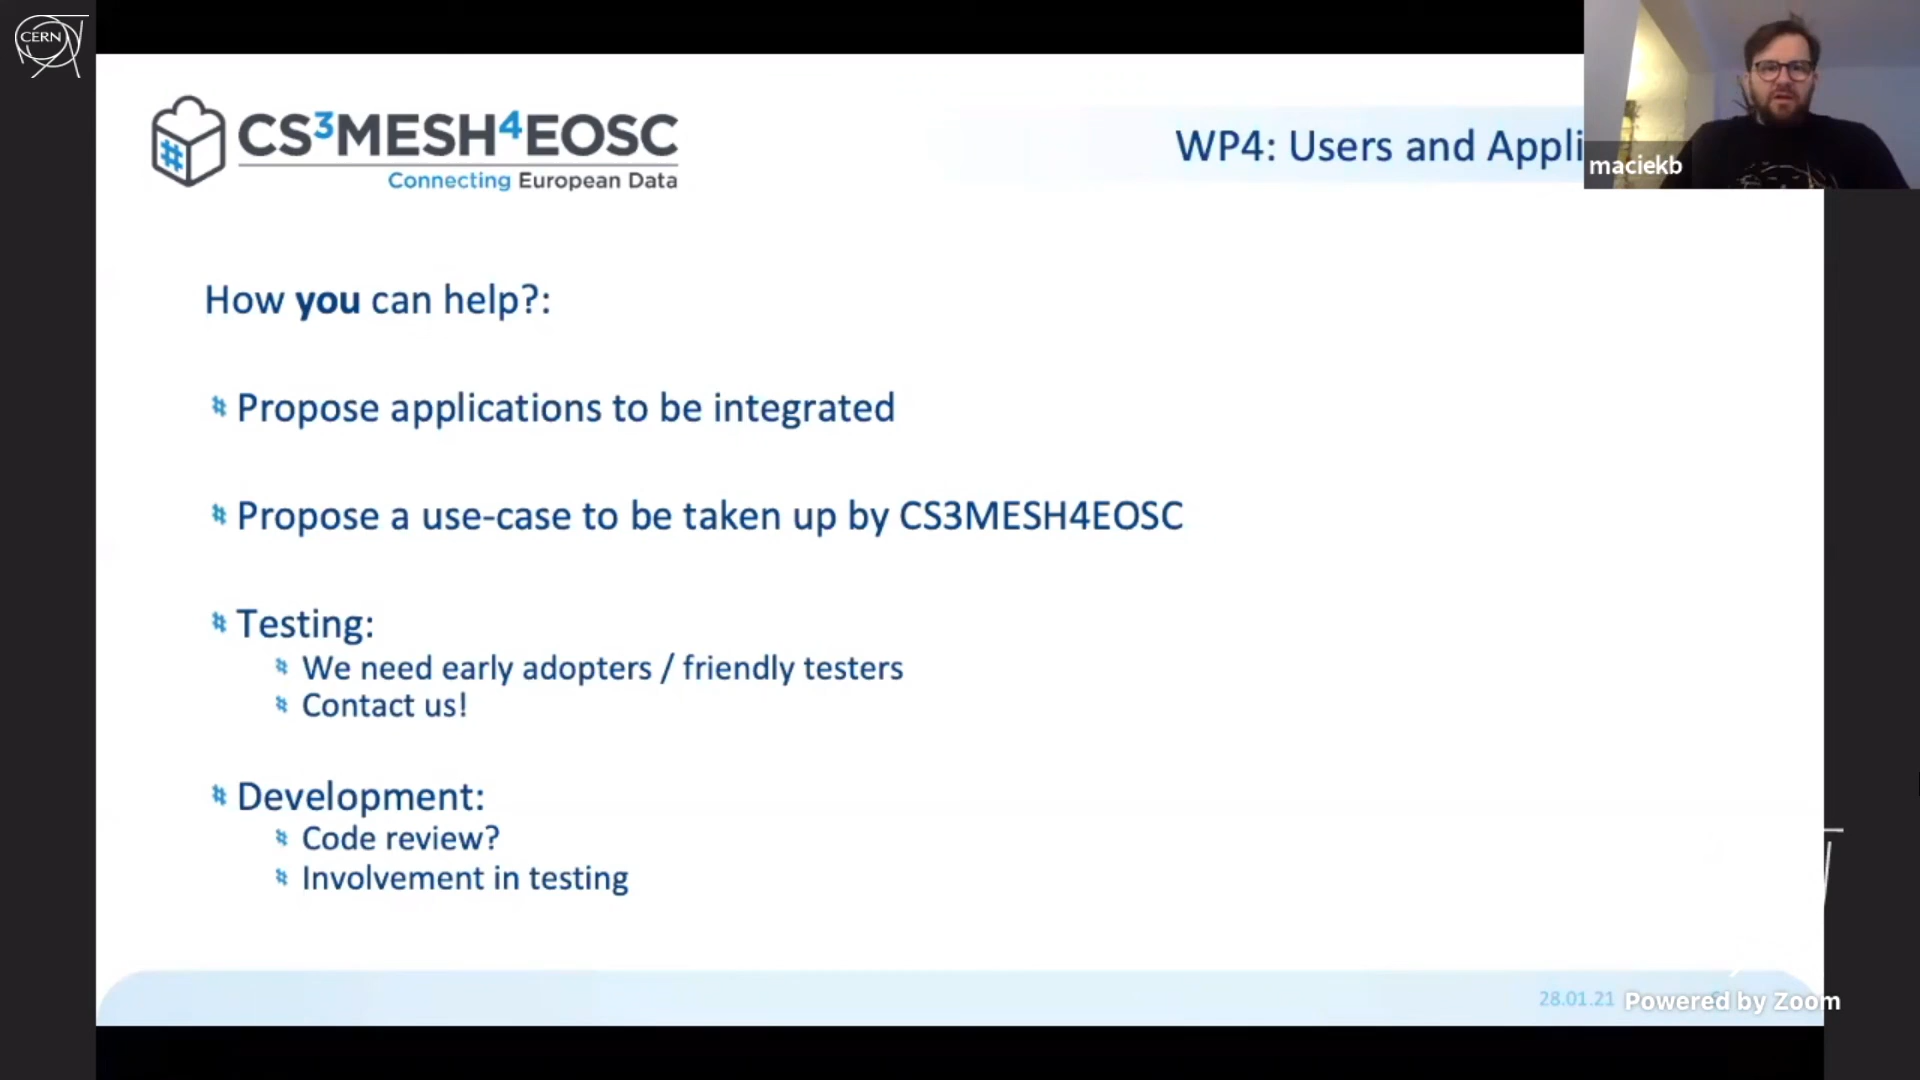 CERN
CS3MESH4EOSC
Connecting European Data
WP4: Users and Appli
maciekb
How you can help?:
Propose applications to be integrated
Propose a use-case to be taken up by CS3MESH4EOSC
Testing:
We need early adopters / friendly testers
Contact us!
Development:
Code review?
Involvement in testing
28.01.21
Powered by Zoom